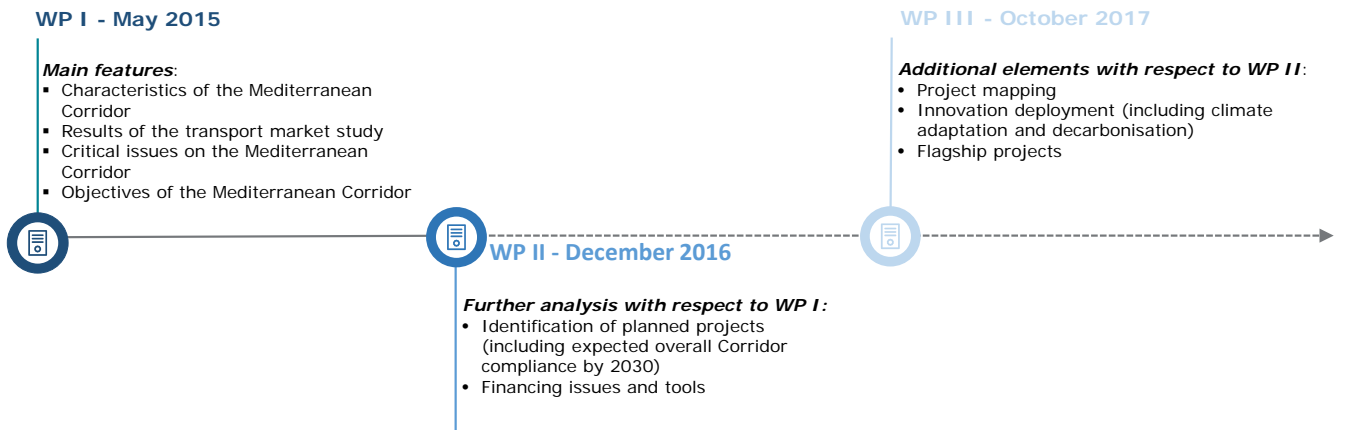 WP I - May 2015
Main features:
▪ Characteristics of the Mediterranean
Corridor
▪ Results of the transport market study
▪ Critical issues on the Mediterranean
Corridor
▪ Objectives of the Mediterranean Corridor
WP II - December 2016
Further analysis with respect to WP I:
• Identification of planned projects
(including expected overall Corridor
compliance by 2030)
• Financing issues and tools
WP III - October 2017
Additional elements with respect to WP II:
• Project mapping
• Innovation deployment (including climate
adaptation and decarbonisation)
• Flagship projects